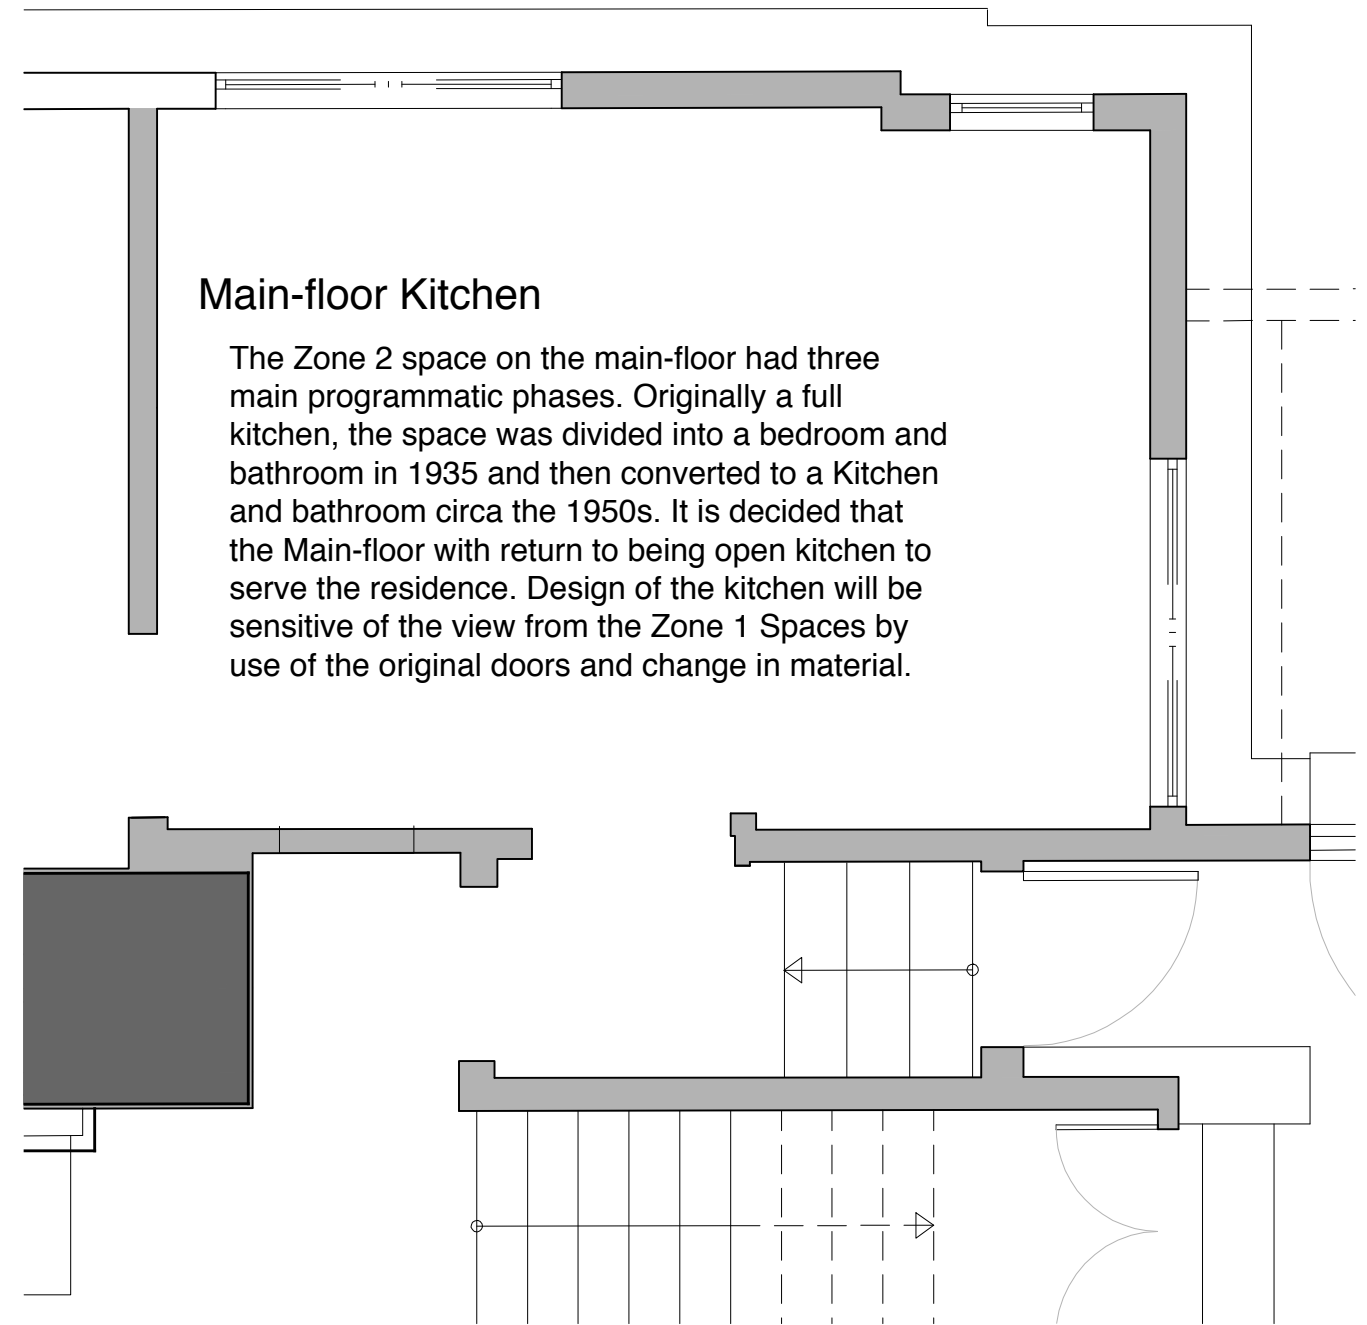 Main-floor Kitchen
The Zone 2 space on the main-floor had three
main programmatic phases. Originally a full
kitchen, the space was divided into a bedroom and
bathroom in 1935 and then converted to a Kitchen
and bathroom circa the 1950s. It is decided that
the Main-floor with return to being open kitchen to
serve the residence. Design of the kitchen will be
sensitive of the view from the Zone 1 Spaces by
use of the original doors and change in material.